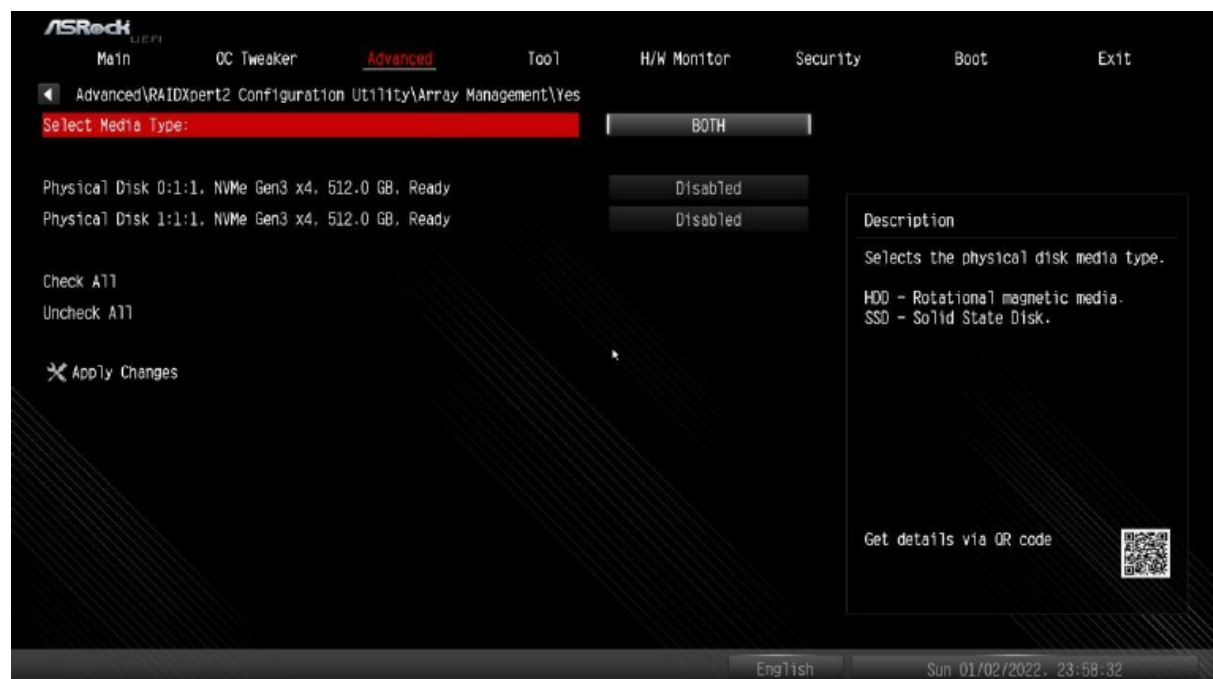 ASRock
UEFI
Main OC Tweaker Advanced Tool H/W Monitor Security Boot Exit
Advanced\RAIDXpert2 Configuration Utility\Array Management\Yes
Select Media Type: BOTH
Physical Disk 0:1:1, NVMe Gen3 x4, 512.0 GB, Ready Disabled
Physical Disk 1:1:1, NVMe Gen3 x4, 512.0 GB, Ready Disabled
Check All
Uncheck All
Apply Changes
Description
Selects the physical disk media type.
HDD - Rotational magnetic media.
SSD - Solid State Disk.
Get details via QR code
English Sun 01/02/2022, 23:58:32